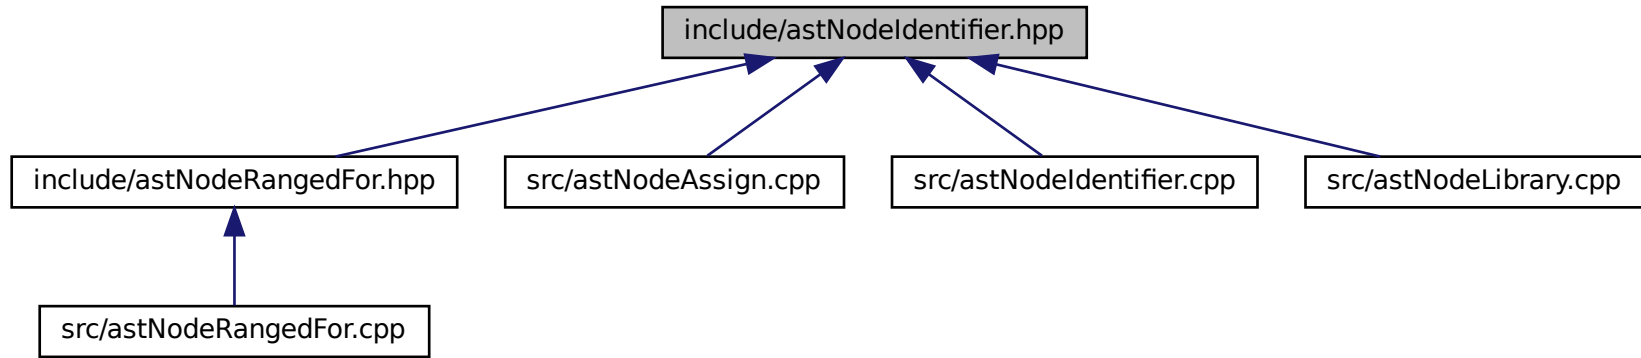 include/astNodeIdentifier.hpp
include/astNodeRangedFor.hpp
src/astNodeAssign.cpp
src/astNodeIdentifier.cpp
src/astNodeLibrary.cpp
src/astNodeRangedFor.cpp